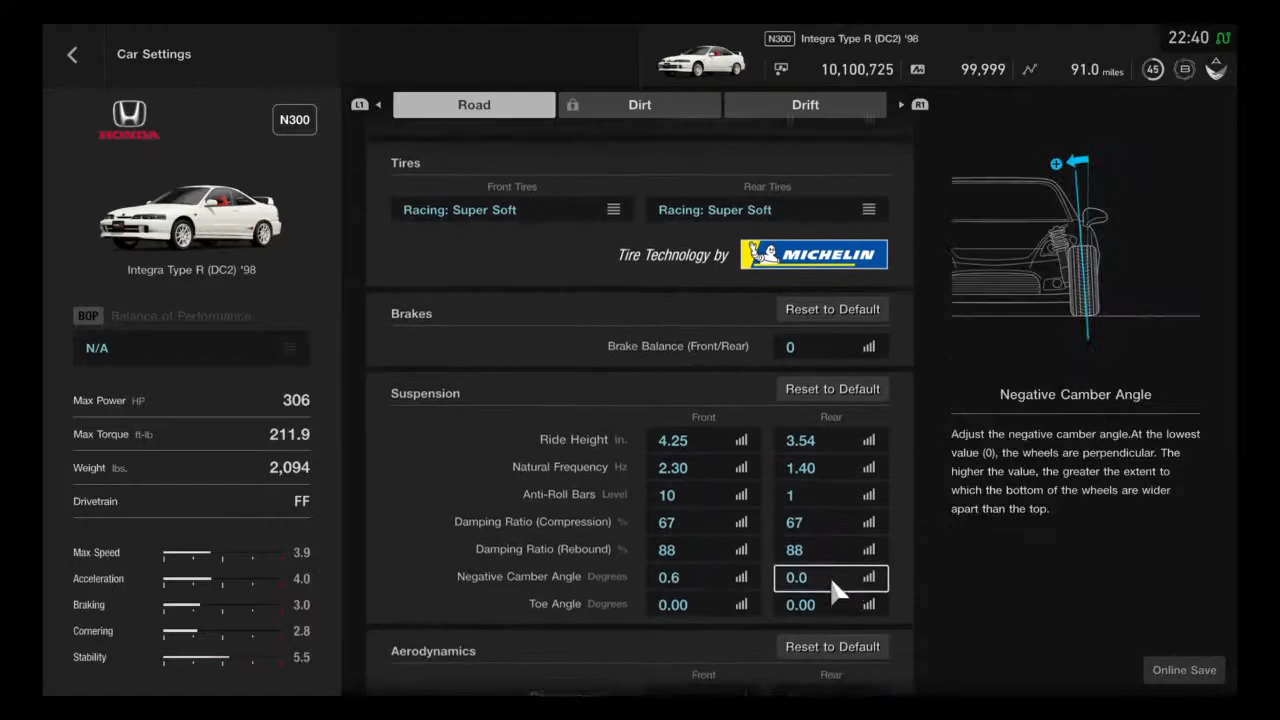 Car Settings
N300 Integra Type R (DC2) '98
22:40
10,100,725
99,999
91.0 miles
45
B
HONDA
N300
L1
Road
Dirt
Drift
R1
Tires
Front Tires
Rear Tires
Racing: Super Soft
Racing: Super Soft
Tire Technology by
MICHELIN
Integra Type R (DC2) '98
BOP Balance of Performance
N/A
Max Power HP 306
Max Torque ft-lb 211.9
Weight lbs. 2,094
Drivetrain FF
Max Speed 3.9
Acceleration 4.0
Braking 3.0
Cornering 2.8
Stability 5.5
Brakes
Reset to Default
Brake Balance (Front/Rear) 0
Suspension
Reset to Default
Front Rear
Ride Height in. 4.25 3.54
Natural Frequency Hz 2.30 1.40
Anti-Roll Bars Level 10 1
Damping Ratio (Compression) % 67 67
Damping Ratio (Rebound) % 88 88
Negative Camber Angle Degrees 0.6 0.0
Toe Angle Degrees 0.00 0.00
Aerodynamics
Reset to Default
Front Rear
Negative Camber Angle
Adjust the negative camber angle.At the lowest
value (0), the wheels are perpendicular. The
higher the value, the greater the extent to
which the bottom of the wheels are wider
apart than the top.
Online Save